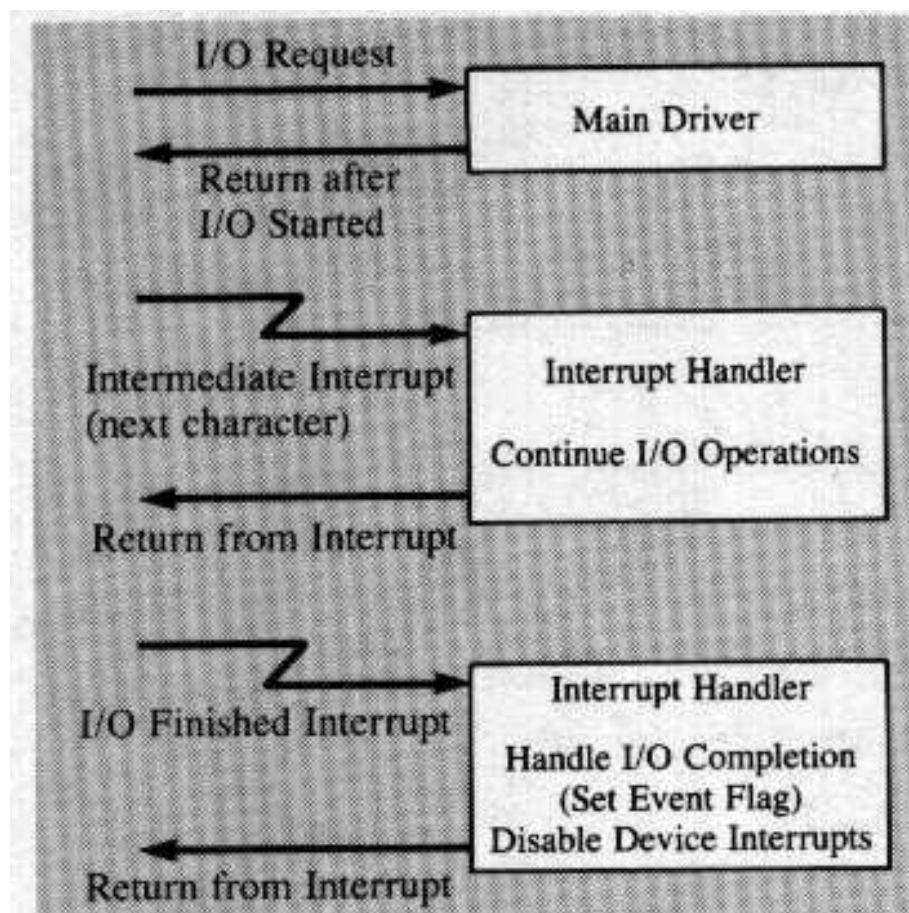 I/O Request
Main Driver
Return after
I/O Started
Intermediate Interrupt
(next character)
Interrupt Handler
Continue I/O Operations
Return from Interrupt
I/O Finished Interrupt
Interrupt Handler
Handle I/O Completion
(Set Event Flag)
Disable Device Interrupts
Return from Interrupt